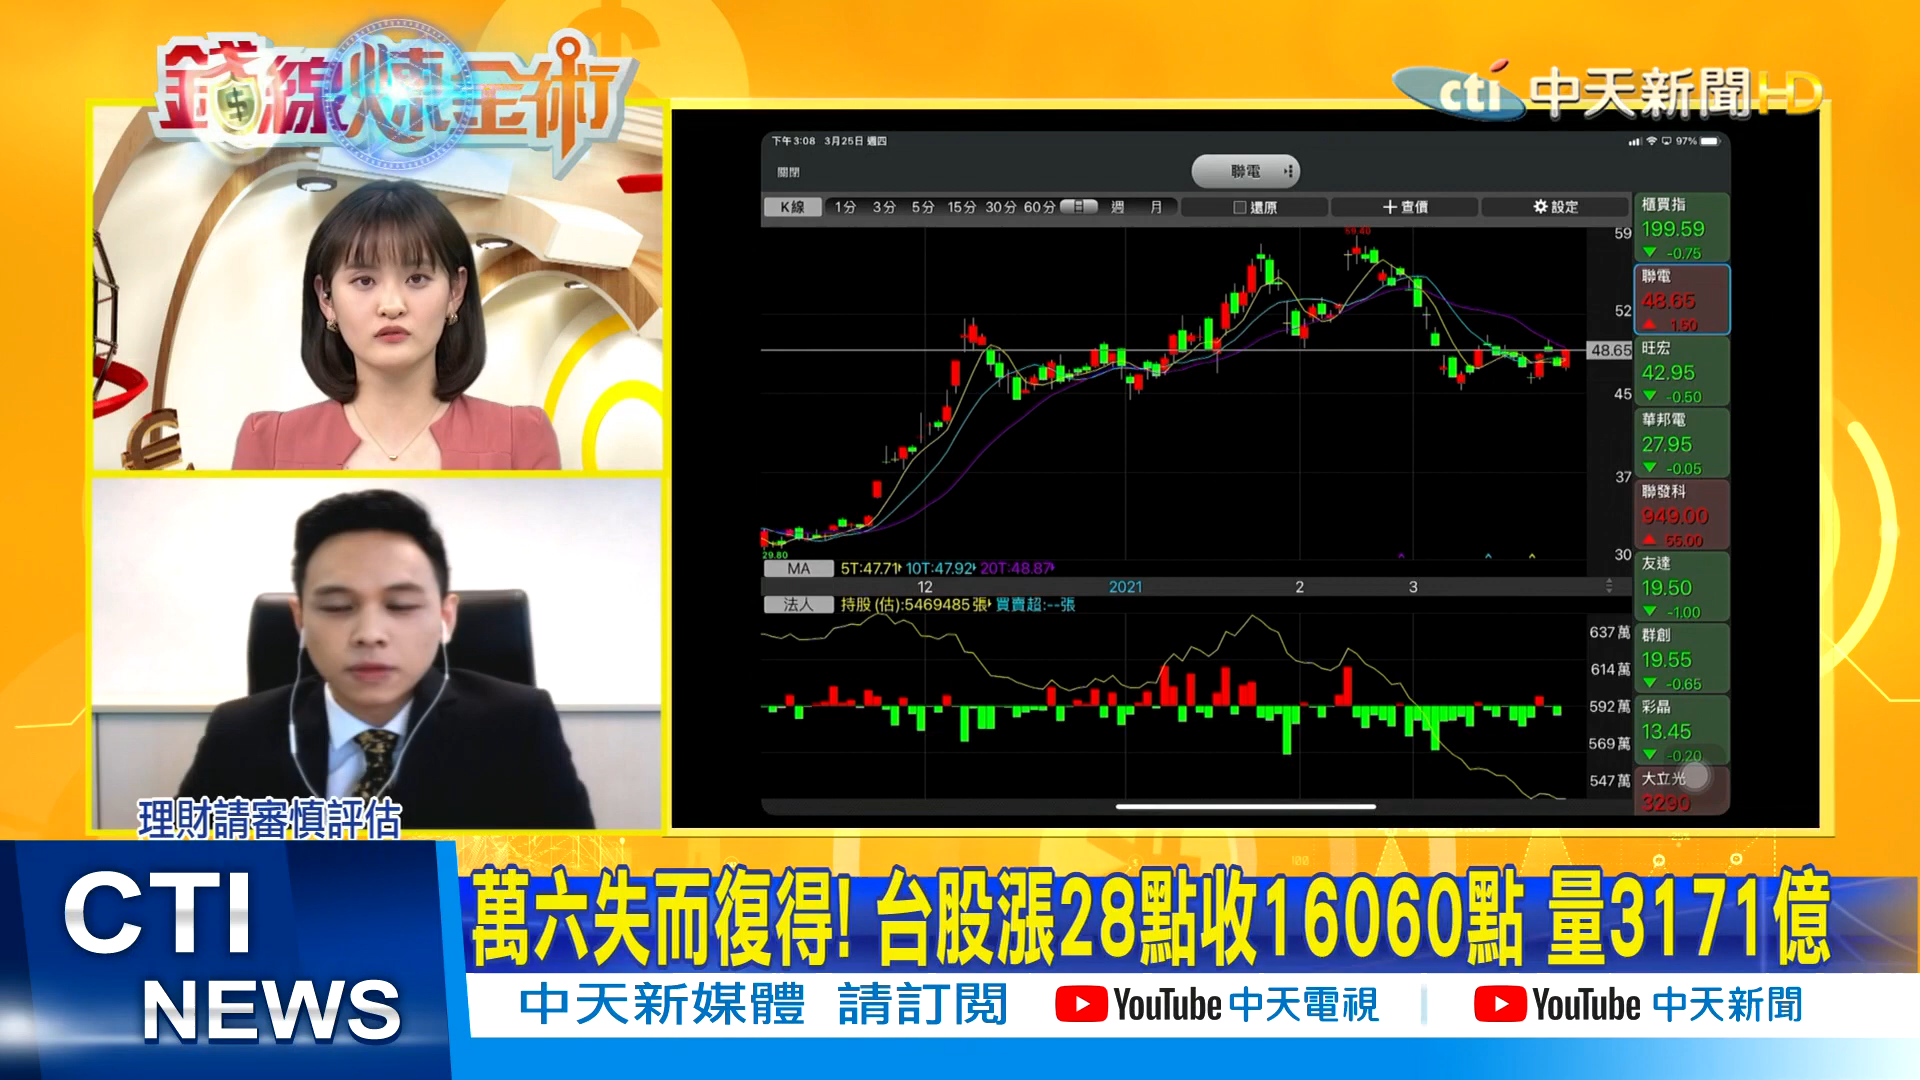 錢線煉金術
cti 中天新聞HD
下午3:08 3月25日 週四
97%
關閉
聯電
K線 1分 3分 5分 15分 30分 60分 日 週 月 還原 查價 設定
59.40
59
52
48.65
45
37
30
29.80
MA 5T:47.71 10T:47.92 20T:48.87
12 2021 2 3
法人 持股(估):5469485張 買賣超:--張
637萬
614萬
592萬
569萬
547萬
櫃買指
199.59
▼ -0.75
聯電
48.65
▲ 1.50
旺宏
42.95
▼ -0.50
華邦電
27.95
▼ -0.05
聯發科
949.00
▲ 55.00
友達
19.50
▼ -1.00
群創
19.55
▼ -0.65
彩晶
13.45
▼ -0.20
大立光
3290
理財請審慎評估
CTI
NEWS
萬六失而復得! 台股漲28點收16060點 量3171億
中天新媒體 請訂閱 YouTube 中天電視 | YouTube 中天新聞